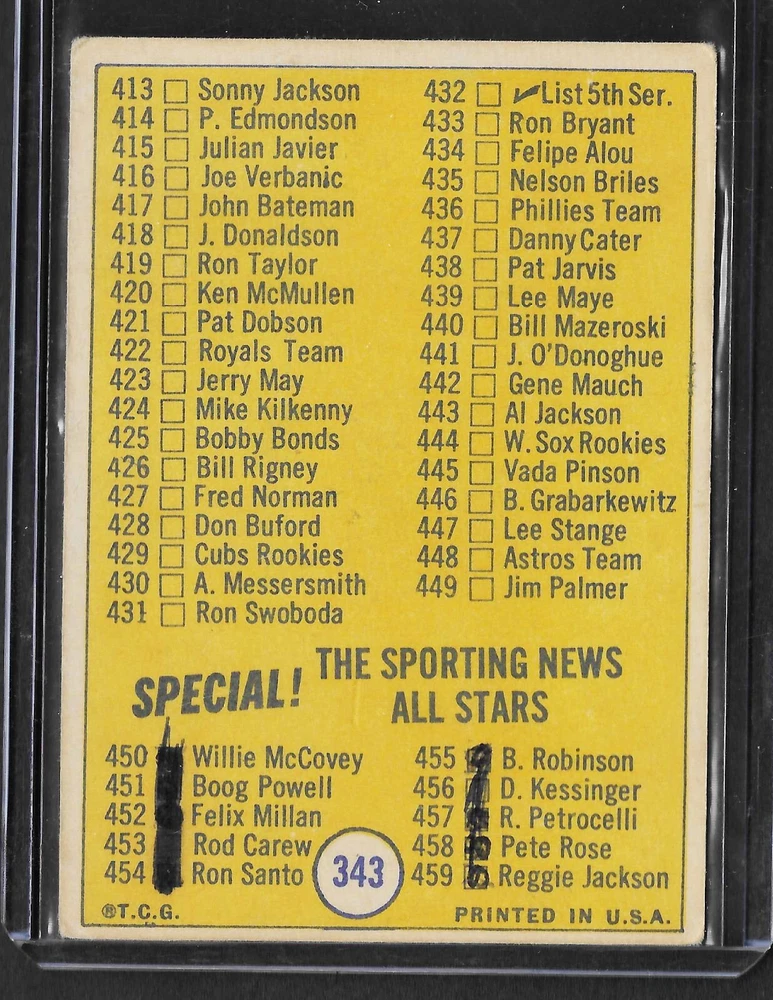 413 Sonny Jackson
414 P. Edmondson
415 Julian Javier
416 Joe Verbanic
417 John Bateman
418 J. Donaldson
419 Ron Taylor
420 Ken McMullen
421 Pat Dobson
422 Royals Team
423 Jerry May
424 Mike Kilkenny
425 Bobby Bonds
426 Bill Rigney
427 Fred Norman
428 Don Buford
429 Cubs Rookies
430 A. Messersmith
431 Ron Swoboda
432 ✓List 5th Ser.
433 Ron Bryant
434 Felipe Alou
435 Nelson Briles
436 Phillies Team
437 Danny Cater
438 Pat Jarvis
439 Lee Maye
440 Bill Mazeroski
441 J. O'Donoghue
442 Gene Mauch
443 Al Jackson
444 W. Sox Rookies
445 Vada Pinson
446 B. Grabarkewitz
447 Lee Stange
448 Astros Team
449 Jim Palmer
SPECIAL! THE SPORTING NEWS
ALL STARS
450 Willie McCovey
451 Boog Powell
452 Felix Millan
453 Rod Carew
454 Ron Santo
455 B. Robinson
456 D. Kessinger
457 R. Petrocelli
458 Pete Rose
459 Reggie Jackson
343
®T.C.G.
PRINTED IN U.S.A.